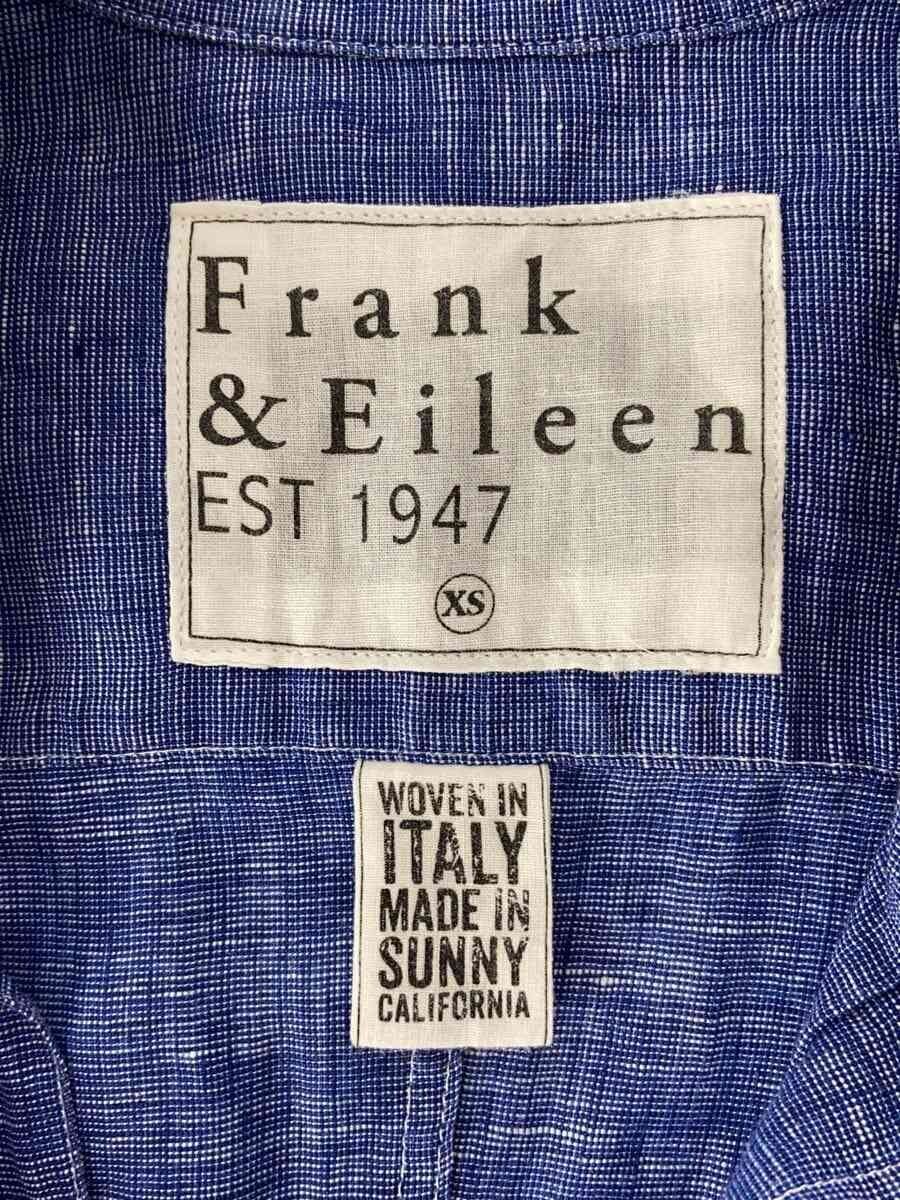 Frank
& Eileen
EST 1947
XS
WOVEN IN
ITALY
MADE IN
SUNNY
CALIFORNIA